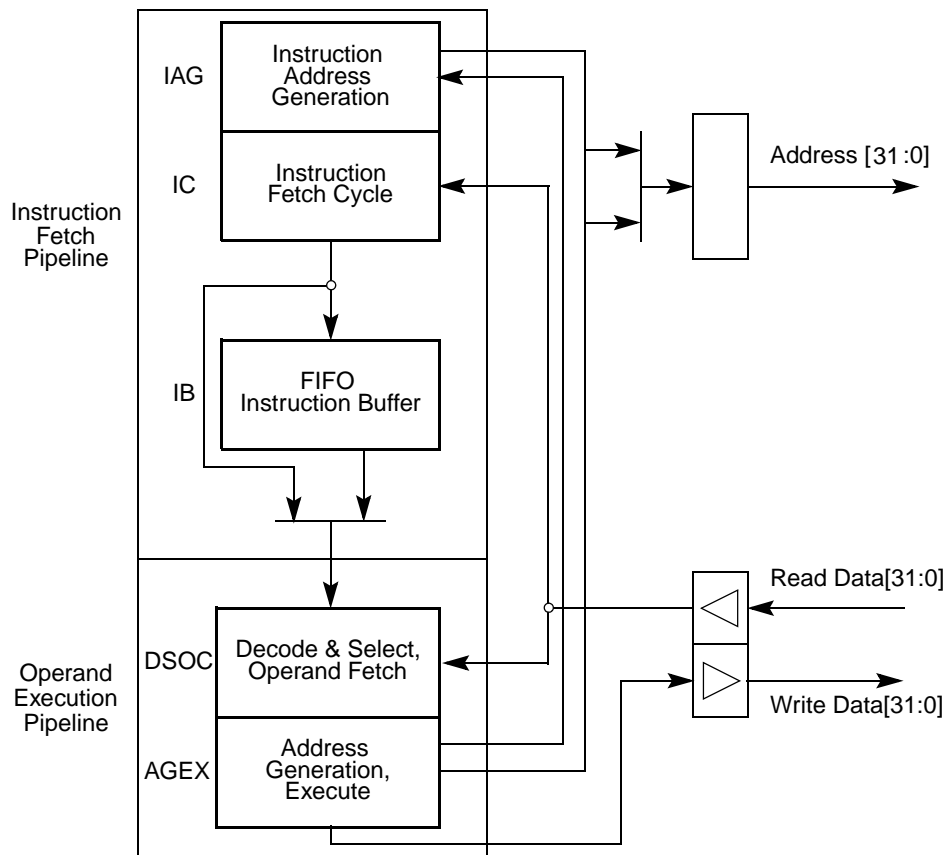 IAG
Instruction
Address
Generation
IC
Instruction
Fetch Cycle
Address [31:0]
Instruction
Fetch
Pipeline
IB
FIFO
Instruction Buffer
Read Data[31:0]
DSOC
Decode & Select,
Operand Fetch
Operand
Execution
Pipeline
Write Data[31:0]
AGEX
Address
Generation,
Execute